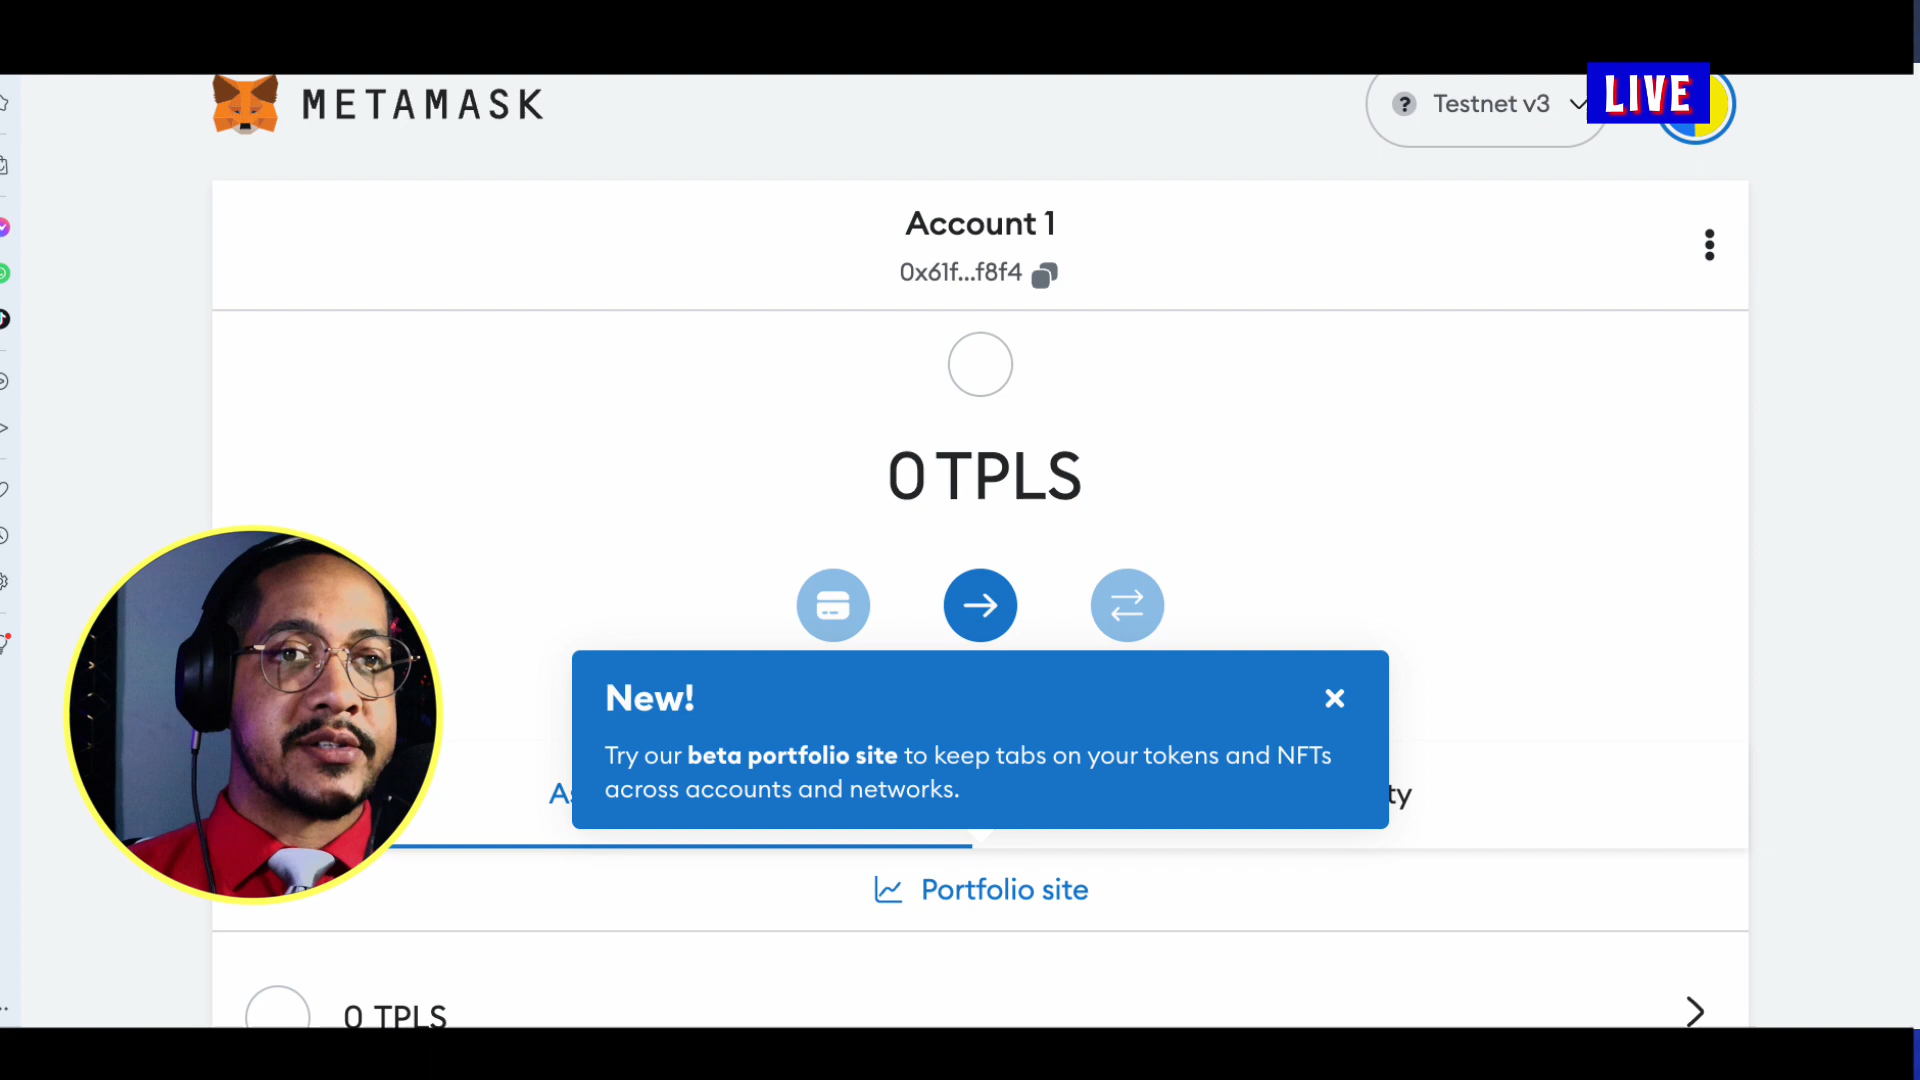 METAMASK
? Testnet v3
LIVE
Account 1
0x61f...f8f4
0 TPLS
New!
Try our beta portfolio site to keep tabs on your tokens and NFTs
across accounts and networks.
Portfolio site
0 TPLS